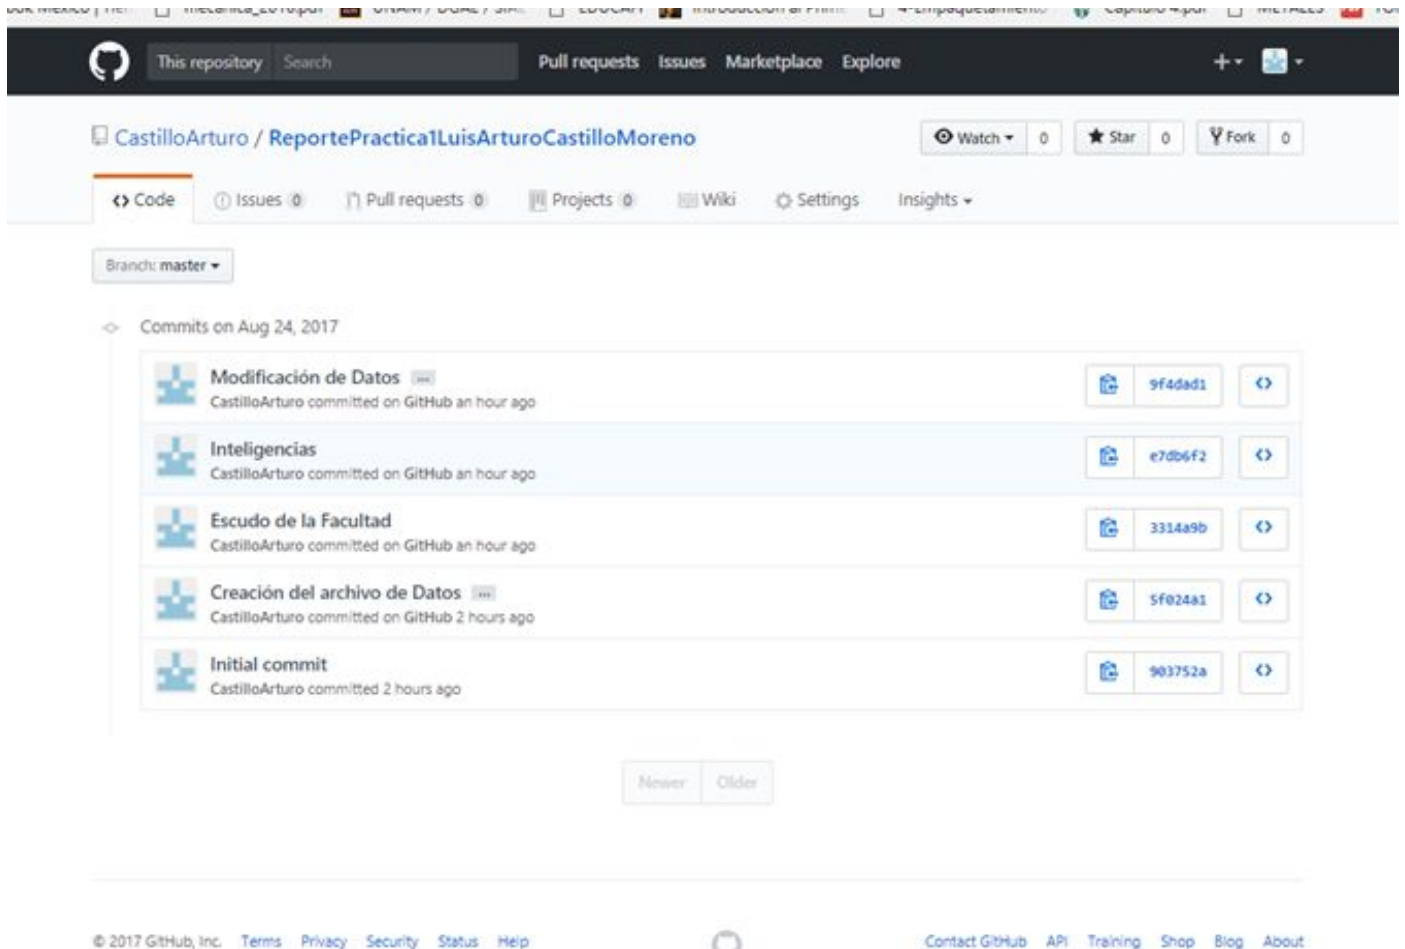 This repository Search Pull requests Issues Marketplace Explore
CastilloArturo / ReportePractica1LuisArturoCastilloMoreno Watch 0 Star 0 Fork 0
Code Issues 0 Pull requests 0 Projects 0 Wiki Settings Insights
Branch: master
Commits on Aug 24, 2017
Modificación de Datos ...
CastilloArturo committed on GitHub an hour ago
9f4dad1
Inteligencias
CastilloArturo committed on GitHub an hour ago
e7db6f2
Escudo de la Facultad
CastilloArturo committed on GitHub an hour ago
3314a9b
Creación del archivo de Datos ...
CastilloArturo committed on GitHub 2 hours ago
5f024a1
Initial commit
CastilloArturo committed 2 hours ago
903752a
Newer Older
© 2017 GitHub, Inc. Terms Privacy Security Status Help Contact GitHub API Training Shop Blog About